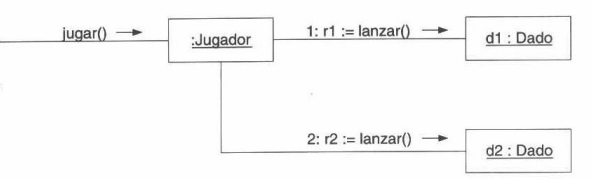 jugar()
:Jugador
1: r1 := lanzar()
d1 : Dado
2: r2 := lanzar()
d2 : Dado